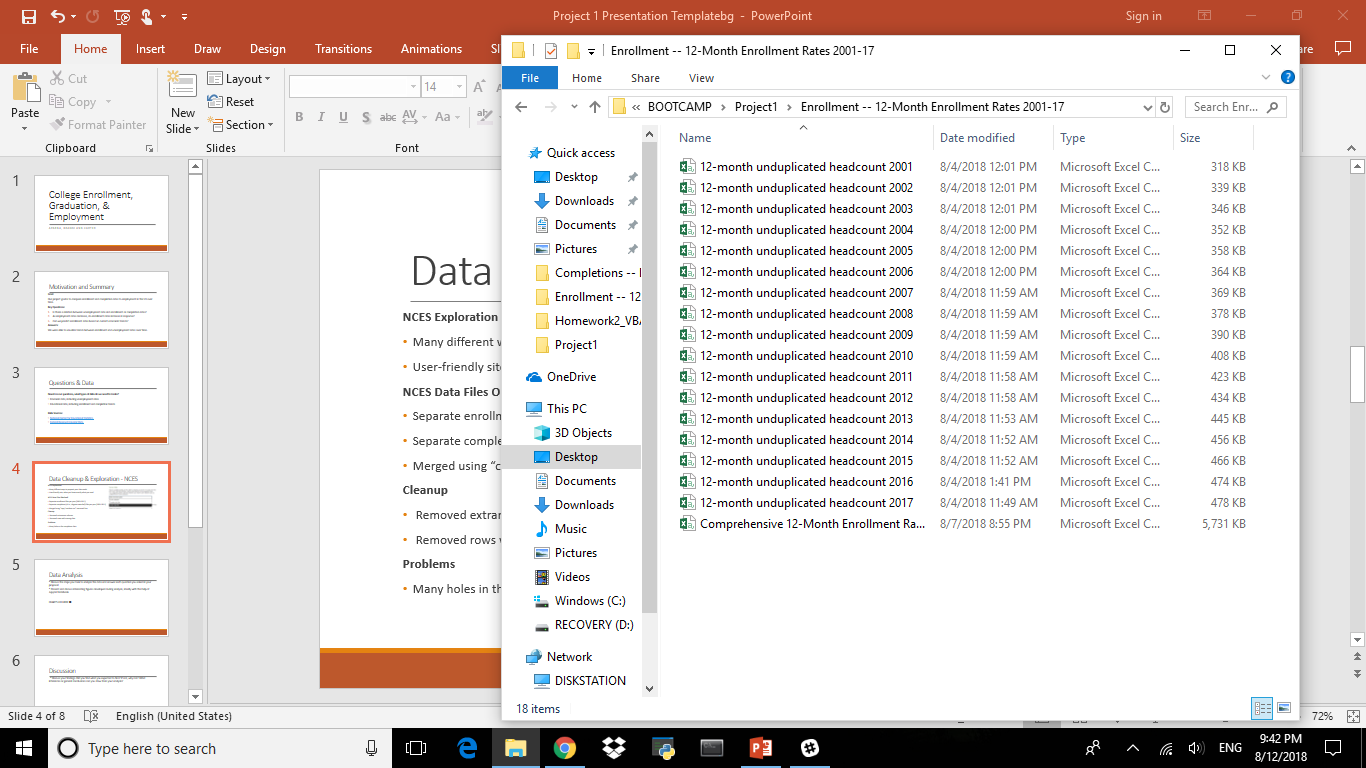 Project 1 Presentation Templatebg - PowerPoint
Sign in
File Home Insert Draw Design Transitions Animations
Paste
Cut
Copy
Format Painter
Clipboard
New Slide
Layout
Reset
Section
Slides
14
B I U S abc AV Aa
Font
1
College Enrollment,
Graduation, &
Employment
2
Motivation and Summary
3
Questions & Data
4
Data Cleanup & Exploration - NCES
5
Data Analysis
6
Discussion
Data
NCES Exploration
• Many different
• User-friendly
NCES Data Files
• Separate
• Separate
• Merged using
Cleanup
• Removed
• Removed rows
Problems
• Many holes in
Slide 4 of 8 English (United States)
72%
Enrollment -- 12-Month Enrollment Rates 2001-17
File Home Share View
« BOOTCAMP > Project1 > Enrollment -- 12-Month Enrollment Rates 2001-17
Search Enr...
Quick access
Desktop
Downloads
Documents
Pictures
Completions --
Enrollment -- 12
Homework2_VBA
Project1
OneDrive
This PC
3D Objects
Desktop
Documents
Downloads
Music
Pictures
Videos
Windows (C:)
RECOVERY (D:)
Network
DISKSTATION
Name Date modified Type Size
12-month unduplicated headcount 2001 8/4/2018 12:01 PM Microsoft Excel C... 318 KB
12-month unduplicated headcount 2002 8/4/2018 12:01 PM Microsoft Excel C... 339 KB
12-month unduplicated headcount 2003 8/4/2018 12:01 PM Microsoft Excel C... 346 KB
12-month unduplicated headcount 2004 8/4/2018 12:00 PM Microsoft Excel C... 352 KB
12-month unduplicated headcount 2005 8/4/2018 12:00 PM Microsoft Excel C... 358 KB
12-month unduplicated headcount 2006 8/4/2018 12:00 PM Microsoft Excel C... 364 KB
12-month unduplicated headcount 2007 8/4/2018 11:59 AM Microsoft Excel C... 369 KB
12-month unduplicated headcount 2008 8/4/2018 11:59 AM Microsoft Excel C... 378 KB
12-month unduplicated headcount 2009 8/4/2018 11:59 AM Microsoft Excel C... 390 KB
12-month unduplicated headcount 2010 8/4/2018 11:59 AM Microsoft Excel C... 408 KB
12-month unduplicated headcount 2011 8/4/2018 11:58 AM Microsoft Excel C... 423 KB
12-month unduplicated headcount 2012 8/4/2018 11:58 AM Microsoft Excel C... 434 KB
12-month unduplicated headcount 2013 8/4/2018 11:53 AM Microsoft Excel C... 445 KB
12-month unduplicated headcount 2014 8/4/2018 11:52 AM Microsoft Excel C... 456 KB
12-month unduplicated headcount 2015 8/4/2018 11:52 AM Microsoft Excel C... 466 KB
12-month unduplicated headcount 2016 8/4/2018 1:41 PM Microsoft Excel C... 474 KB
12-month unduplicated headcount 2017 8/4/2018 11:49 AM Microsoft Excel C... 478 KB
Comprehensive 12-Month Enrollment Ra... 8/7/2018 8:55 PM Microsoft Excel C... 5,731 KB
18 items
Type here to search
ENG
9:42 PM
8/12/2018